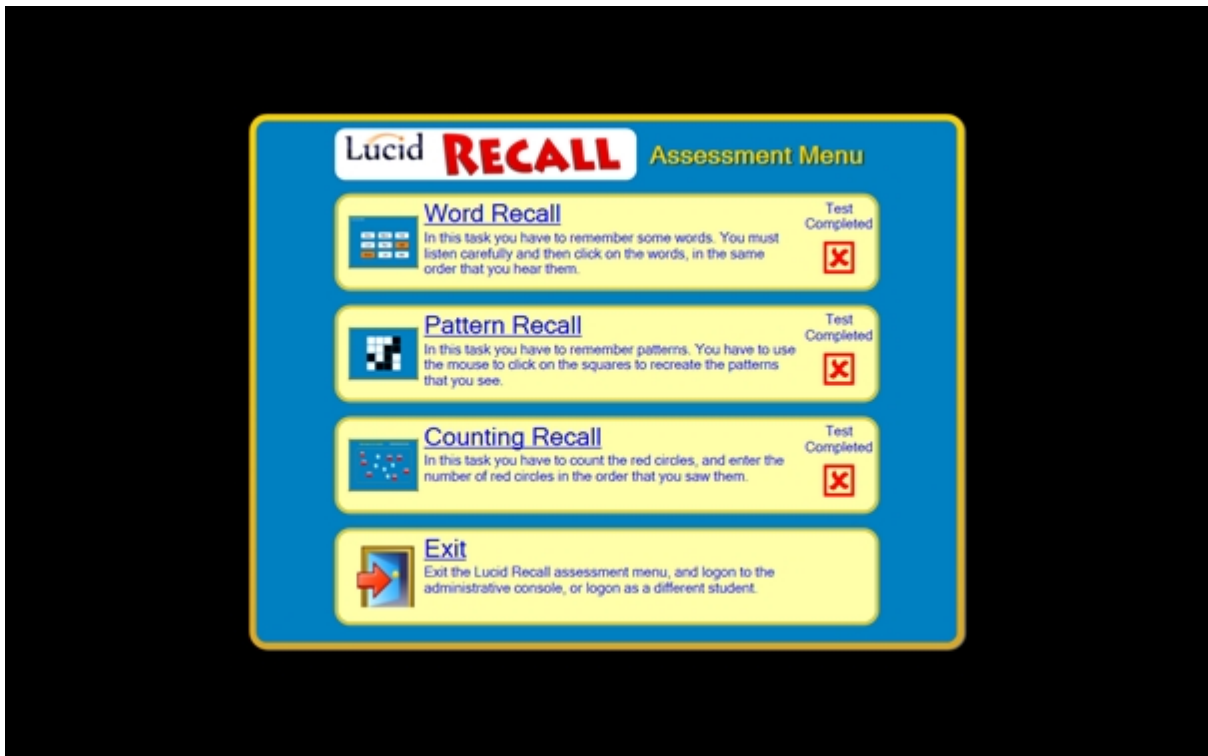 Lucid RECALL Assessment Menu
Word Recall
In this task you have to remember some words. You must
listen carefully and then click on the words, in the same
order that you hear them.
Test
Completed
Pattern Recall
In this task you have to remember patterns. You have to use
the mouse to click on the squares to recreate the patterns
that you see.
Test
Completed
Counting Recall
In this task you have to count the red circles, and enter the
number of red circles in the order that you saw them.
Test
Completed
Exit
Exit the Lucid Recall assessment menu, and logon to the
administrative console, or logon as a different student.